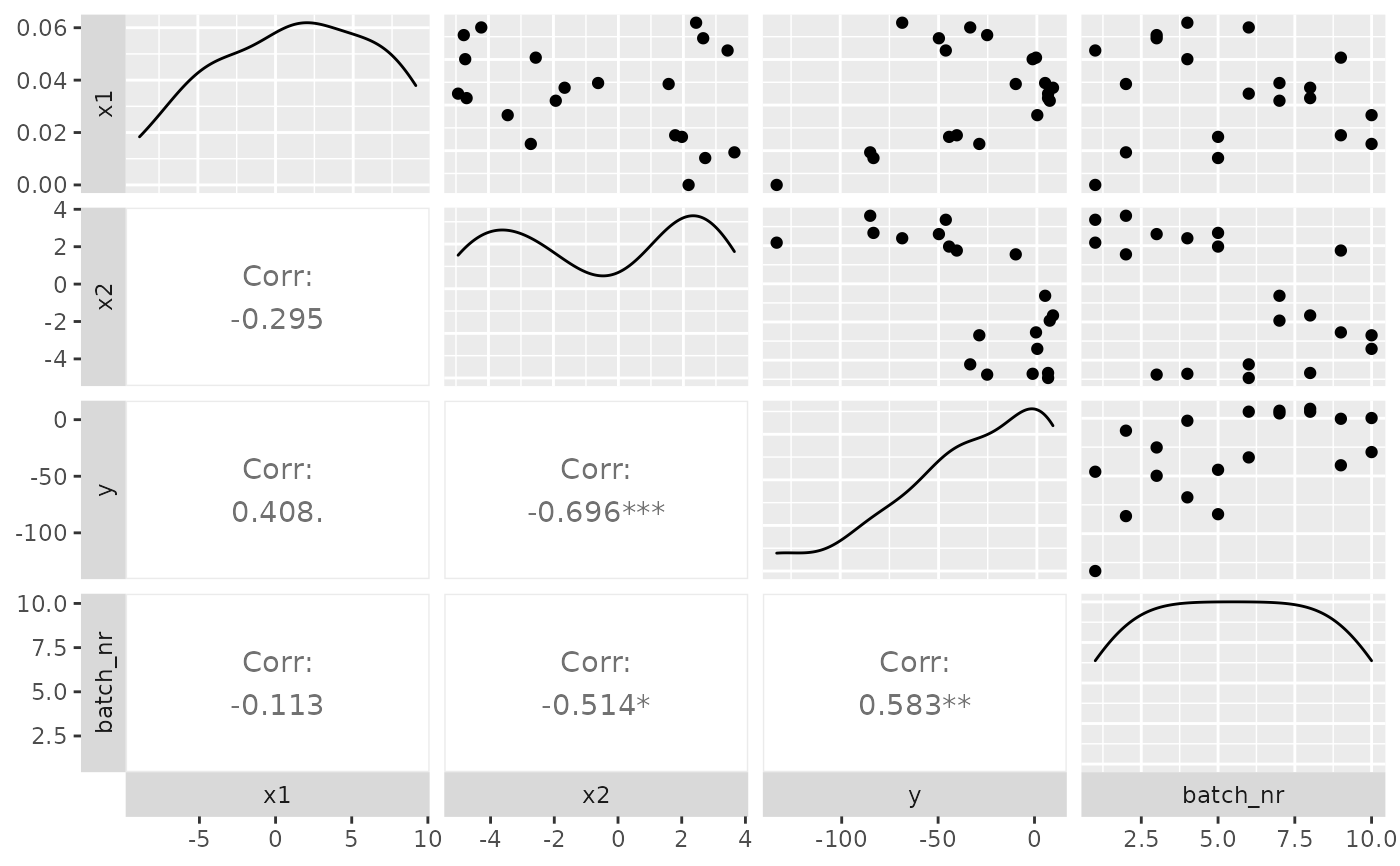 0.06
0.04
0.02
0.00
x1
4
2
0
-2
-4
x2
Corr:
-0.295
0
-50
-100
y
Corr:
0.408.
Corr:
-0.696***
10.0
7.5
5.0
2.5
batch_nr
Corr:
-0.113
Corr:
-0.514*
Corr:
0.583**
x1 x2 y batch_nr
-5 0 5 10 -4 -2 0 2 4 -100 -50 0 2.5 5.0 7.5 10.0